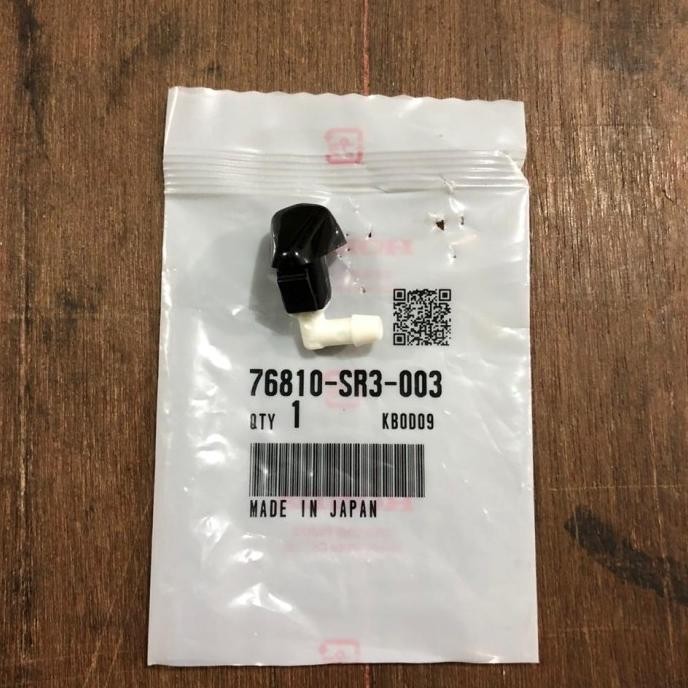 76810-SR3-003
QTY 1 KB0D09
MADE IN JAPAN